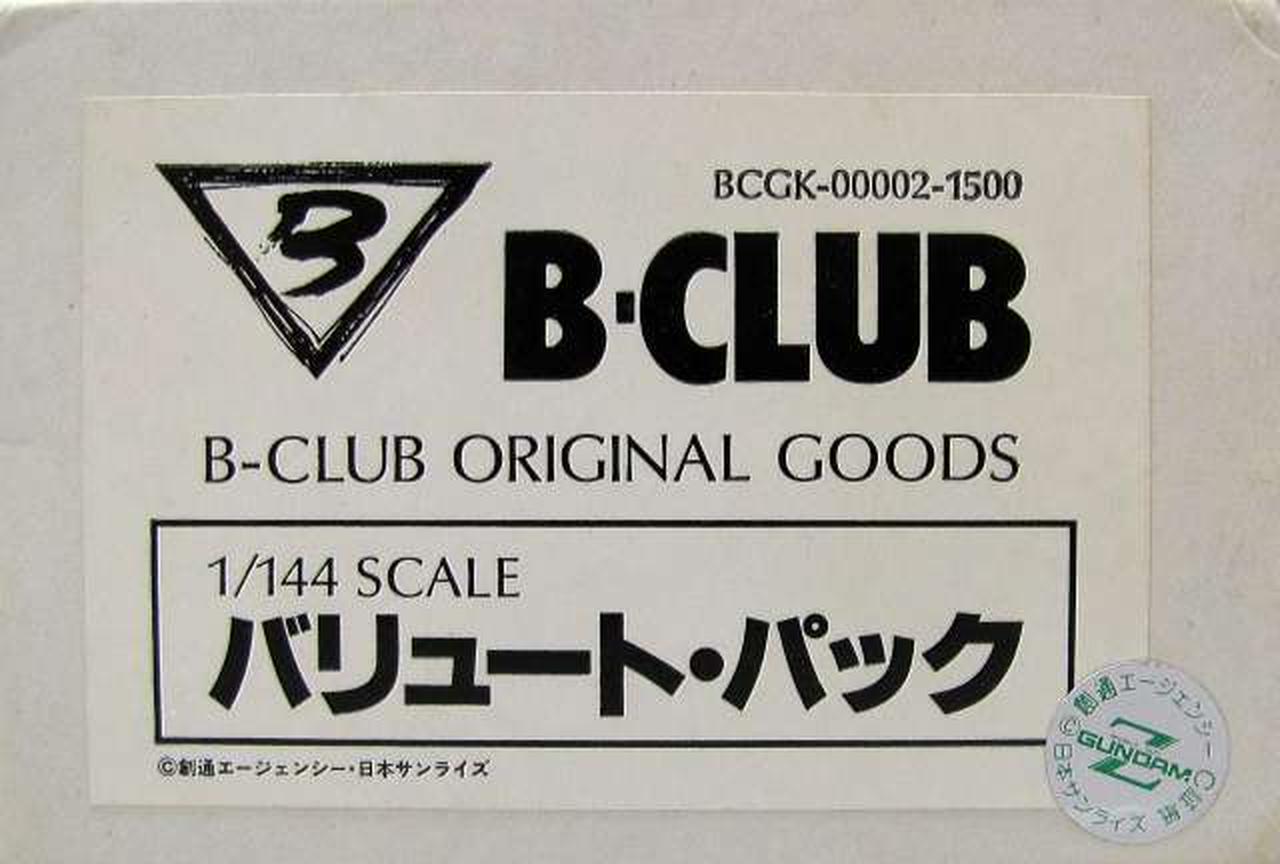 B
BCGK-00002-1500
B·CLUB
B-CLUB ORIGINAL GOODS
1/144 SCALE
バリュート・パック
©創通エージェンシー・日本サンライズ
創通エージェンシー
Z
GUNDAM
©日本サンライズ
証